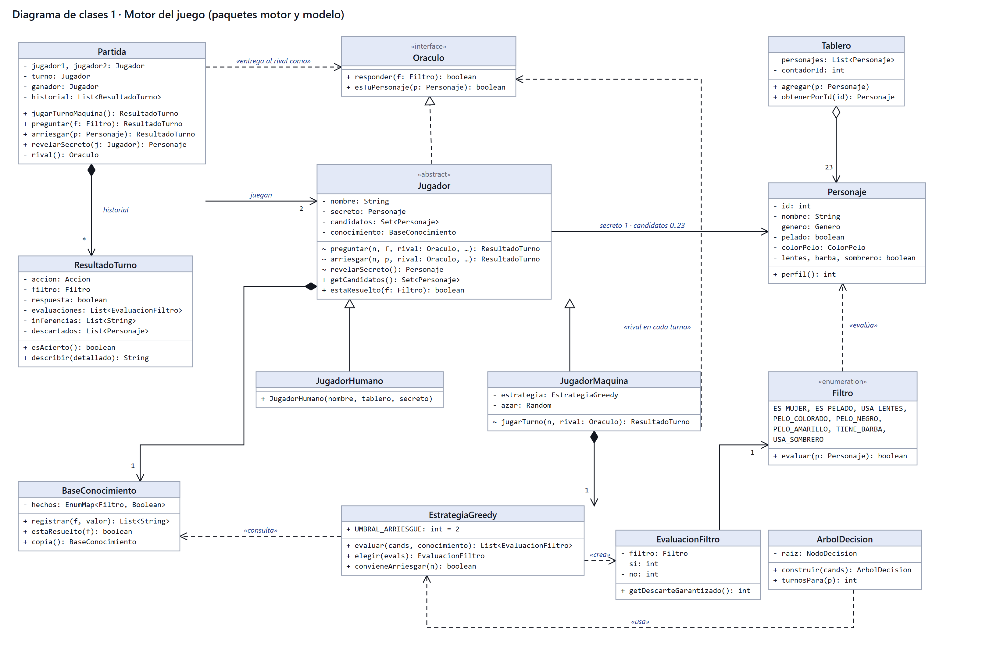 Diagrama de clases 1 · Motor del juego (paquetes motor y modelo)
Partida
- jugador1, jugador2: Jugador
- turno: Jugador
- ganador: Jugador
- historial: List<ResultadoTurno>
+ jugarTurnoMaquina(): ResultadoTurno
+ preguntar(f: Filtro): ResultadoTurno
+ arriesgar(p: Personaje): ResultadoTurno
+ revelarSecreto(j: Jugador): Personaje
- rival(): Oraculo
«entrega al rival como»
«interface»
Oraculo
+ responder(f: Filtro): boolean
+ esTuPersonaje(p: Personaje): boolean
Tablero
- personajes: List<Personaje>
- contadorId: int
+ agregar(p: Personaje)
+ obtenerPorId(id): Personaje
23
historial
*
juegan
2
«abstract»
Jugador
- nombre: String
- secreto: Personaje
- candidatos: Set<Personaje>
- conocimiento: BaseConocimiento
~ preguntar(n, f, rival: Oraculo, …): ResultadoTurno
~ arriesgar(n, p, rival: Oraculo, …): ResultadoTurno
~ revelarSecreto(): Personaje
+ getCandidatos(): Set<Personaje>
+ estaResuelto(f: Filtro): boolean
secreto 1 · candidatos 0..23
Personaje
- id: int
- nombre: String
- genero: Genero
- pelado: boolean
- colorPelo: ColorPelo
- lentes, barba, sombrero: boolean
+ perfil(): int
ResultadoTurno
- accion: Accion
- filtro: Filtro
- respuesta: boolean
- evaluaciones: List<EvaluacionFiltro>
- inferencias: List<String>
- descartados: List<Personaje>
+ esAcierto(): boolean
+ describir(detallado): String
«rival en cada turno»
«evalúa»
JugadorHumano
+ JugadorHumano(nombre, tablero, secreto)
JugadorMaquina
- estrategia: EstrategiaGreedy
- azar: Random
~ jugarTurno(n, rival: Oraculo): ResultadoTurno
«enumeration»
Filtro
ES_MUJER, ES_PELADO, USA_LENTES,
PELO_COLORADO, PELO_NEGRO,
PELO_AMARILLO, TIENE_BARBA,
USA_SOMBRERO
+ evaluar(p: Personaje): boolean
1
1
1
BaseConocimiento
- hechos: EnumMap<Filtro, Boolean>
+ registrar(f, valor): List<String>
+ estaResuelto(f): boolean
+ copia(): BaseConocimiento
«consulta»
EstrategiaGreedy
+ UMBRAL_ARRIESGUE: int = 2
+ evaluar(cands, conocimiento): List<EvaluacionFiltro>
+ elegir(evals): EvaluacionFiltro
+ convieneArriesgar(n): boolean
«crea»
EvaluacionFiltro
- filtro: Filtro
- si: int
- no: int
+ getDescarteGarantizado(): int
ArbolDecision
- raiz: NodoDecision
+ construir(cands): ArbolDecision
+ turnosPara(p): int
«usa»